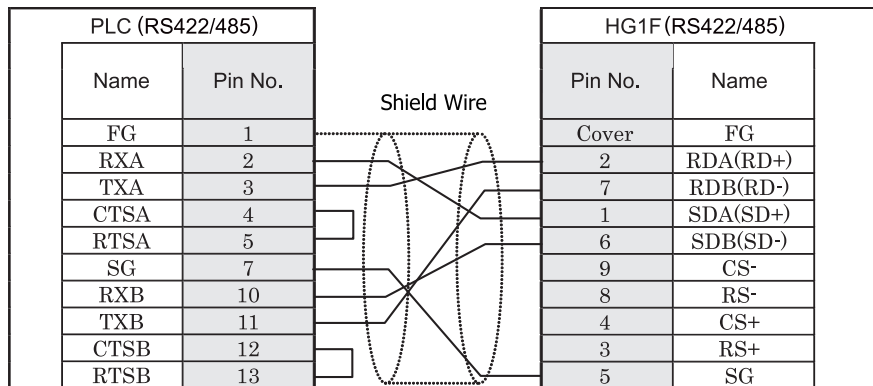 PLC (RS422/485) HG1F (RS422/485)
Name Pin No. Pin No. Name
Shield Wire
FG 1 Cover FG
RXA 2 2 RDA(RD+)
TXA 3 7 RDB(RD-)
CTSA 4 1 SDA(SD+)
RTSA 5 6 SDB(SD-)
SG 7 9 CS-
RXB 10 8 RS-
TXB 11 4 CS+
CTSB 12 3 RS+
RTSB 13 5 SG